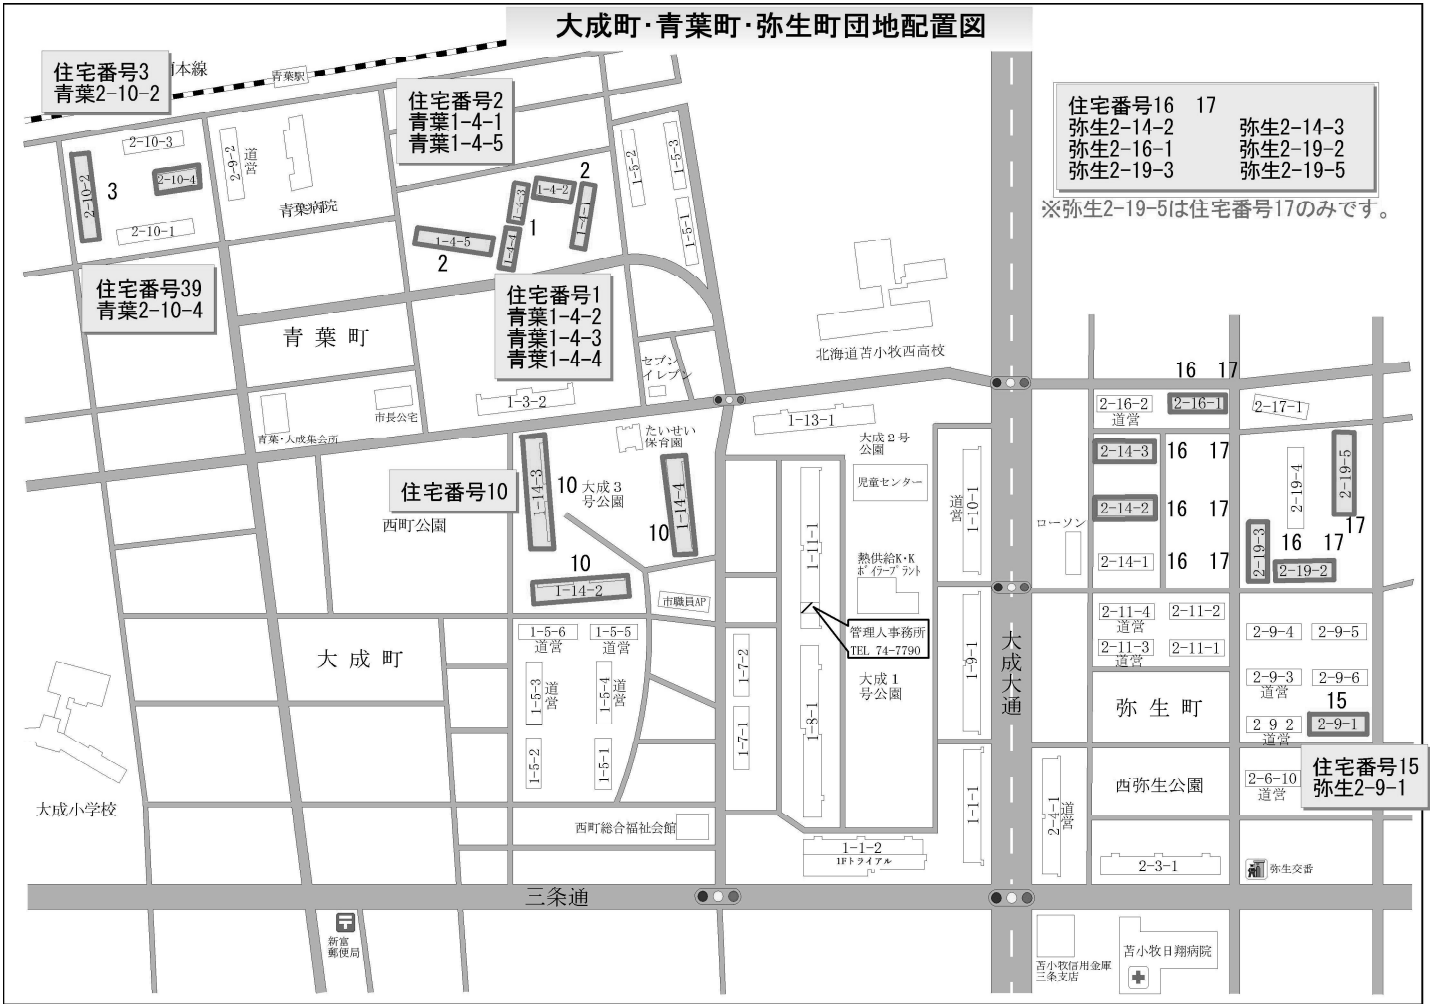 大成町・青葉町・弥生町団地配置図
住宅番号3
青葉2-10-2
本線
青葉駅
住宅番号2
青葉1-4-1
青葉1-4-5
住宅番号16 17
弥生2-14-2 弥生2-14-3
弥生2-16-1 弥生2-19-2
弥生2-19-3 弥生2-19-5
※弥生2-19-5は住宅番号17のみです。
2-10-3
2-10-2
3
2-10-4
2-10-1
2-9-2
道営
青葉病院
1-5-2
1-5-3
1-5-1
2
1-4-3
1-4-2
1-4-1
1
1-4-4
1-4-5
2
住宅番号39
青葉2-10-4
住宅番号1
青葉1-4-2
青葉1-4-3
青葉1-4-4
青葉町
北海道苫小牧西高校
セブン
イレブン
市長公宅
1-3-2
1-13-1
たいせい
保育園
大成2号
公園
児童センター
住宅番号10
西町公園
1-14-3
10
大成3
号公園
1-14-4
10
10
1-14-2
市職員AP
1-11-1
熱供給K・K
ボイラープラント
道営
1-10-1
ローソン
16 17
2-16-2
道営
2-16-1
2-17-1
2-14-3
16 17
2-14-2
16 17
2-14-1
16 17
2-19-4
2-19-5
17
2-19-3
16 17
2-19-2
管理人事務所
TEL 74-7790
大成1
号公園
1-9-1
大成大通
大成町
1-5-6
道営
1-5-5
道営
1-5-3
道営
1-5-4
道営
1-5-2
1-5-1
1-7-2
1-7-1
1-8-1
2-11-4
道営
2-11-2
2-11-3
道営
2-11-1
2-9-4
2-9-5
2-9-3
道営
2-9-6
15
2 9 2
道営
2-9-1
弥生町
住宅番号15
弥生2-9-1
2-6-10
道営
西弥生公園
大成小学校
西町総合福祉会館
1-1-2
1Fトライアル
1-1-1
2-4-1
道営
2-3-1
弥生交番
三条通
新富
郵便局
苫小牧信用金庫
三条支店
苫小牧日翔病院